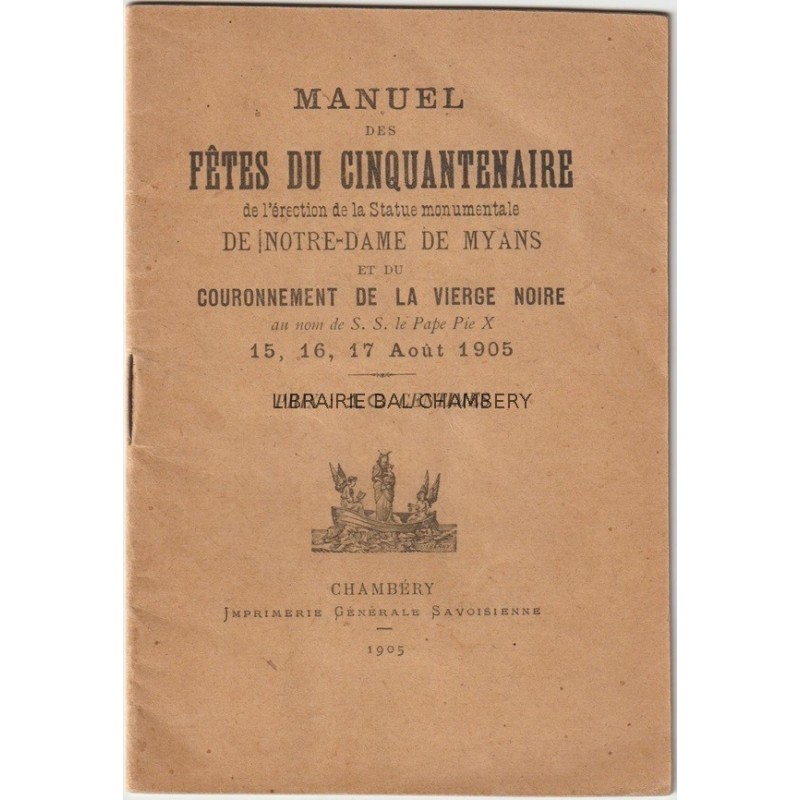 MANUEL
DES
FÊTES DU CINQUANTENAIRE
de l'érection de la Statue monumentale
DE NOTRE-DAME DE MYANS
ET DU
COURONNEMENT DE LA VIERGE NOIRE
au nom de S. S. le Pape Pie X
15, 16, 17 Août 1905
LIBRAIRIE BAL CHAMBERY
CHAMBÉRY
IMPRIMERIE GÉNÉRALE SAVOISIENNE
1905